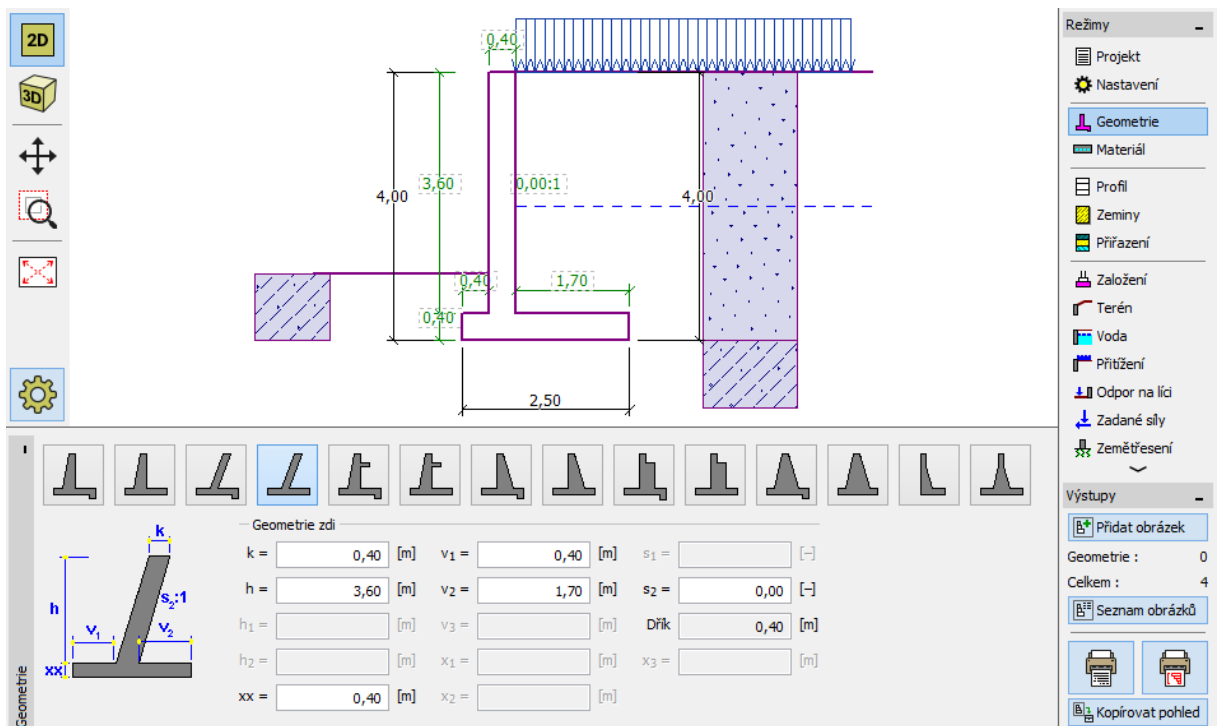 2D
3D
0,40
4,00
3,60
0,00:1
4,00
0,40
1,70
0,40
2,50
Geometrie
k
h
s₂:1
v₁
v₂
xx
Geometrie zdi
k = 0,40 [m] v₁ = 0,40 [m] s₁ = [–]
h = 3,60 [m] v₂ = 1,70 [m] s₂ = 0,00 [–]
h₁ = [m] v₃ = [m] Dřík 0,40 [m]
h₂ = [m] x₁ = [m] x₃ = [m]
xx = 0,40 [m] x₂ = [m]
Režimy
Projekt
Nastavení
Geometrie
Materiál
Profil
Zeminy
Přiřazení
Založení
Terén
Voda
Přitížení
Odpor na líci
Zadané síly
Zemětřesení
Výstupy
Přidat obrázek
Geometrie : 0
Celkem : 4
Seznam obrázků
Kopírovat pohled